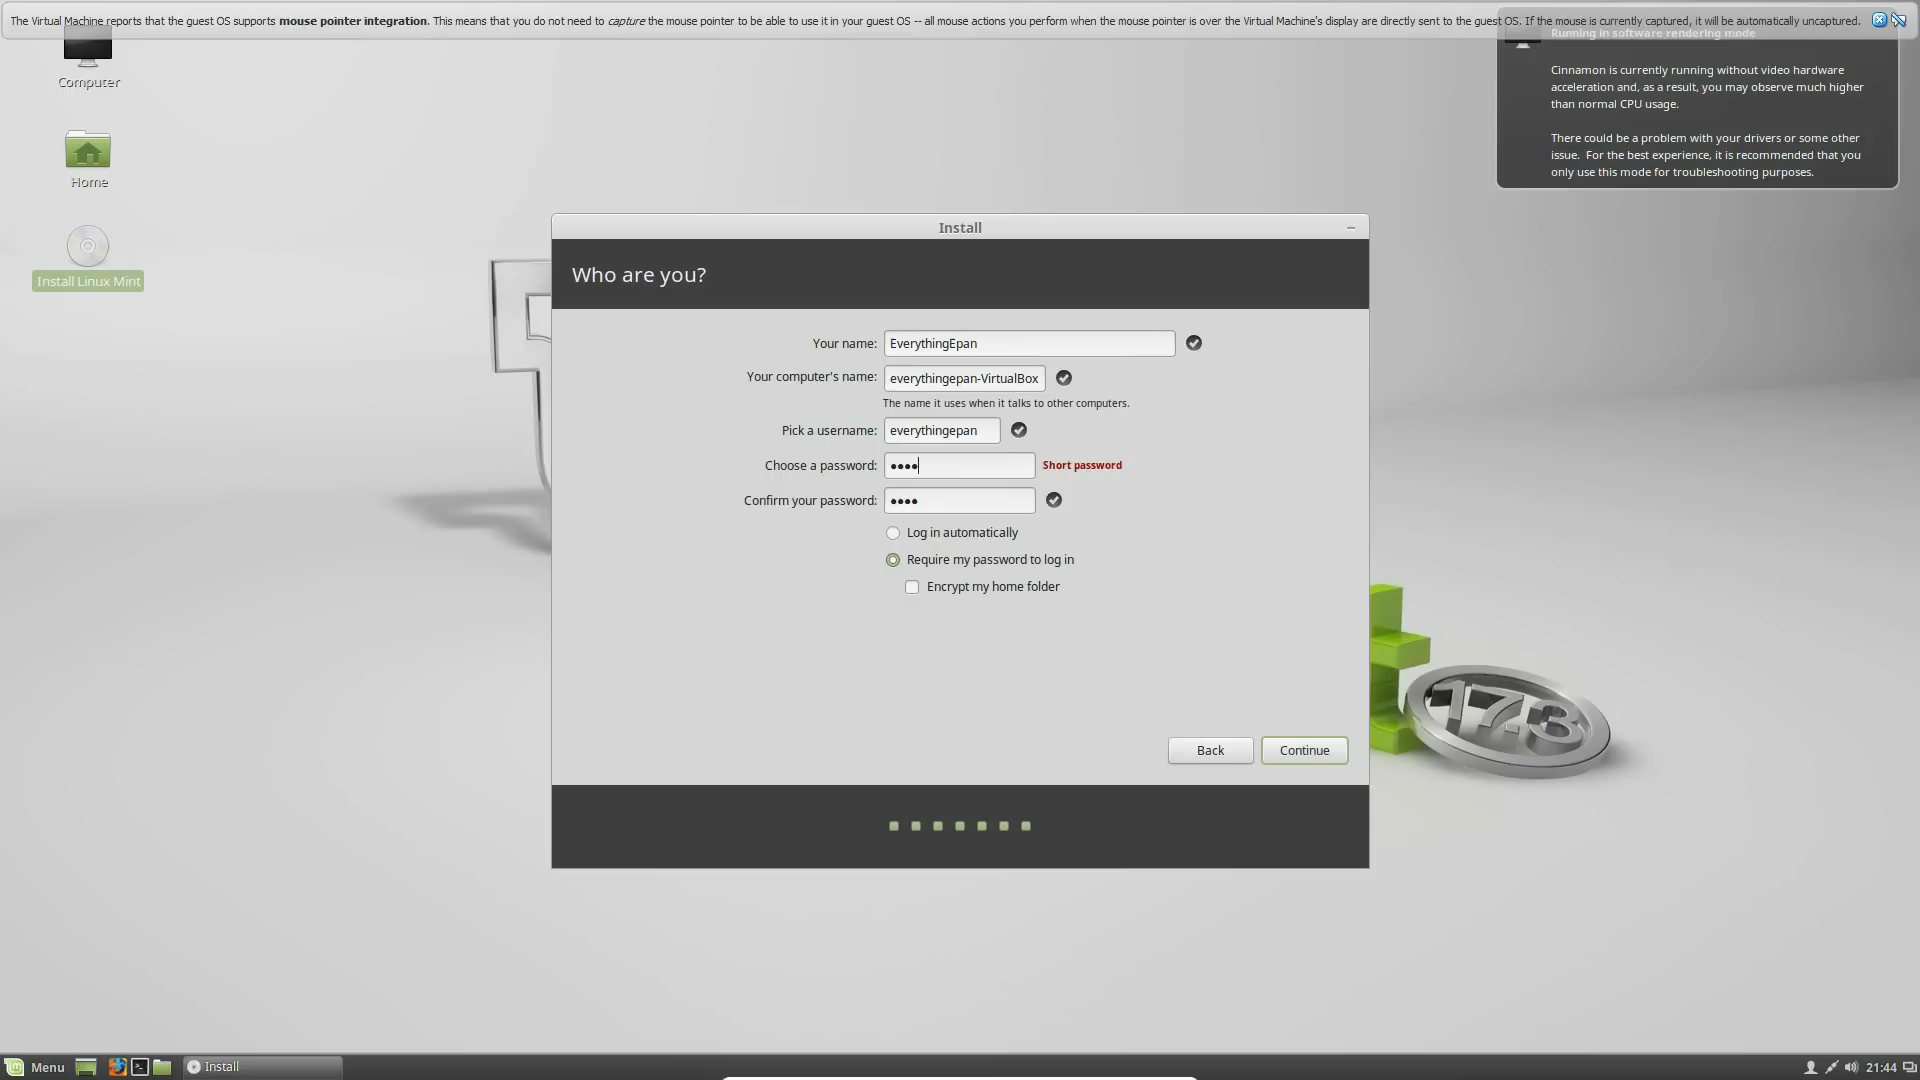 The Virtual Machine reports that the guest OS supports mouse pointer integration. This means that you do not need to capture the mouse pointer to be able to use it in your guest OS -- all mouse actions you perform when the mouse pointer is over the Virtual Machine's display are directly sent to the guest OS. If the mouse is currently captured, it will be automatically uncaptured.
Running in software rendering mode
Cinnamon is currently running without video hardware
acceleration and, as a result, you may observe much higher
than normal CPU usage.
There could be a problem with your drivers or some other
issue.  For the best experience, it is recommended that you
only use this mode for troubleshooting purposes.
Computer
Home
Install Linux Mint
Install
Who are you?
Your name: EverythingEpan
Your computer's name: everythingepan-VirtualBox
The name it uses when it talks to other computers.
Pick a username: everythingepan
Choose a password: ●●●● Short password
Confirm your password: ●●●●
Log in automatically
Require my password to log in
Encrypt my home folder
Back Continue
17.3
Menu Install 21:44